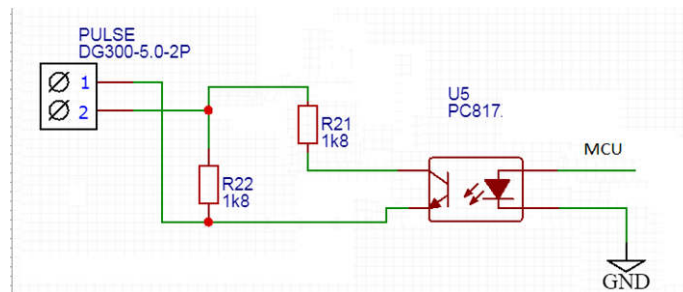 PULSE
DG300-5.0-2P
1
2
R21
1k8
R22
1k8
U5
PC817.
MCU
GND